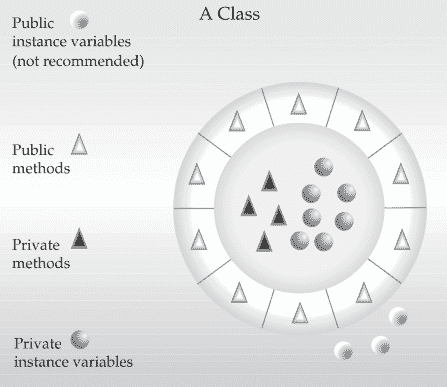 A Class
Public
instance variables
(not recommended)
Public
methods
Private
methods
Private
instance variables